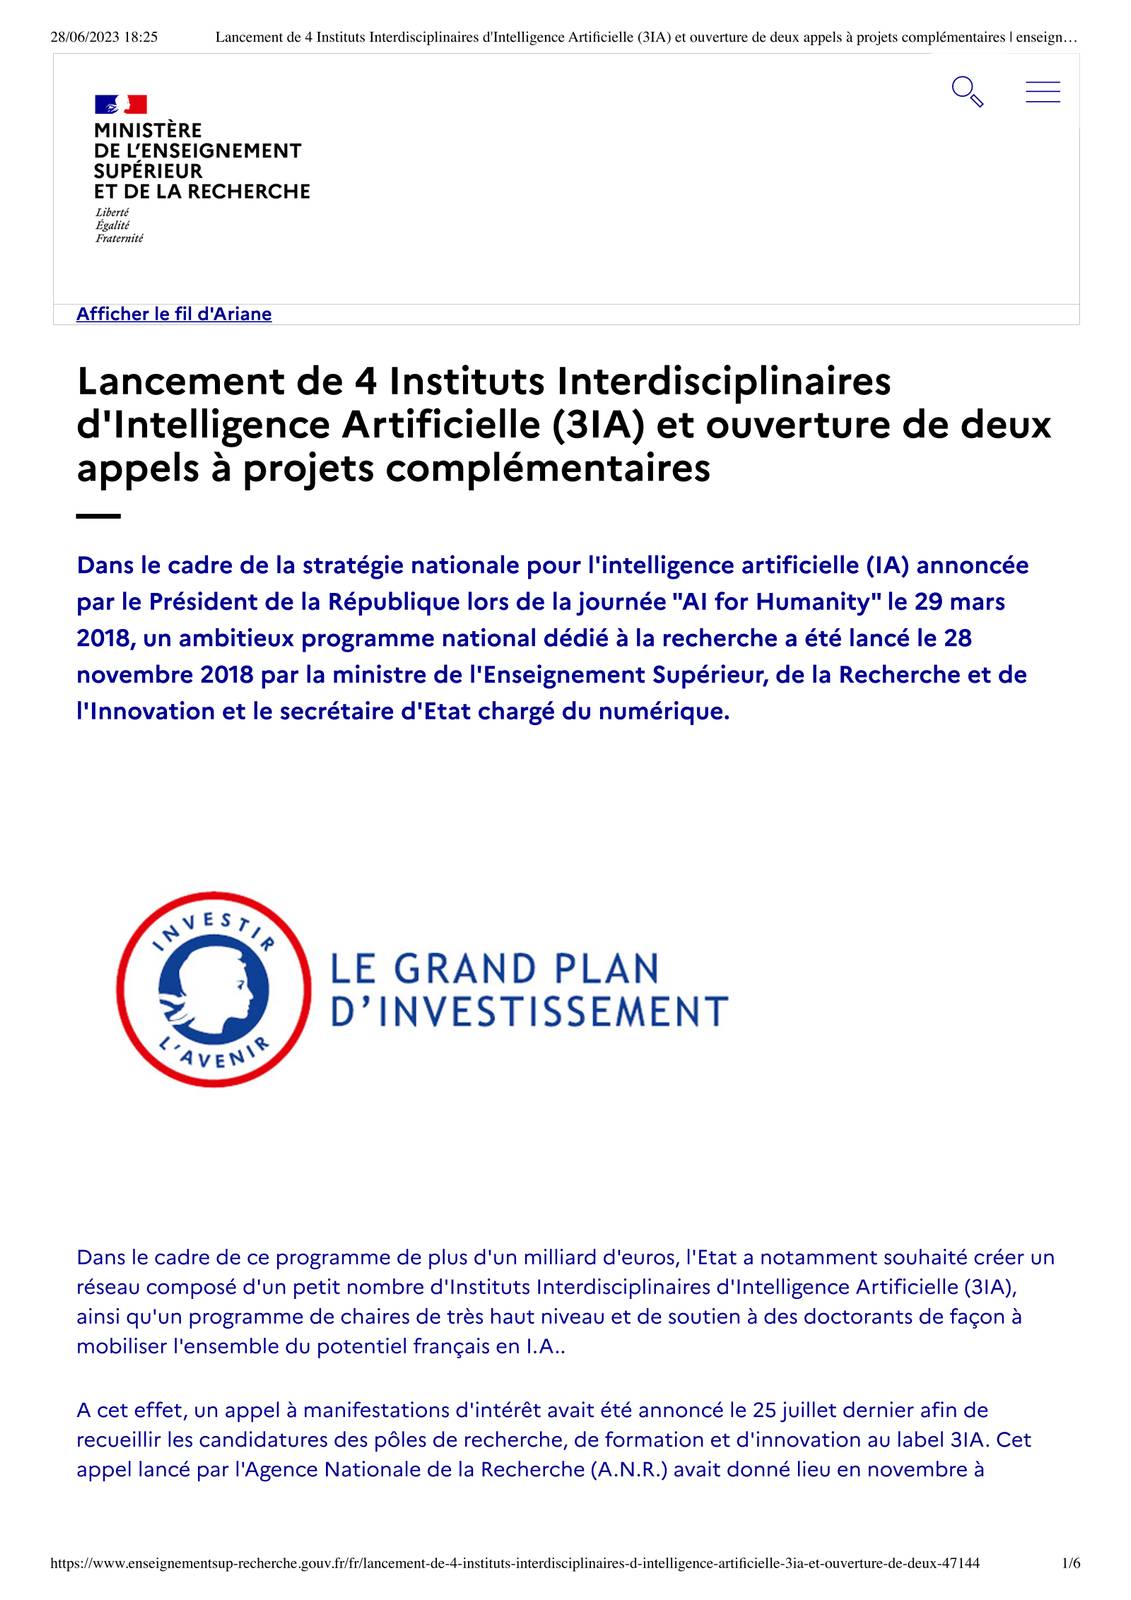 28/06/2023 18:25
Lancement de 4 Instituts Interdisciplinaires d'Intelligence Artificielle (3IA) et ouverture de deux appels à projets complémentaires | enseign…
MINISTÈRE
DE L'ENSEIGNEMENT
SUPÉRIEUR
ET DE LA RECHERCHE
Liberté
Égalité
Fraternité
Afficher le fil d'Ariane
Lancement de 4 Instituts Interdisciplinaires
d'Intelligence Artificielle (3IA) et ouverture de deux
appels à projets complémentaires
Dans le cadre de la stratégie nationale pour l'intelligence artificielle (IA) annoncée
par le Président de la République lors de la journée "AI for Humanity" le 29 mars
2018, un ambitieux programme national dédié à la recherche a été lancé le 28
novembre 2018 par la ministre de l'Enseignement Supérieur, de la Recherche et de
l'Innovation et le secrétaire d'Etat chargé du numérique.
INVESTIR
L'AVENIR
LE GRAND PLAN
D'INVESTISSEMENT
Dans le cadre de ce programme de plus d'un milliard d'euros, l'Etat a notamment souhaité créer un
réseau composé d'un petit nombre d'Instituts Interdisciplinaires d'Intelligence Artificielle (3IA),
ainsi qu'un programme de chaires de très haut niveau et de soutien à des doctorants de façon à
mobiliser l'ensemble du potentiel français en I.A..
A cet effet, un appel à manifestations d'intérêt avait été annoncé le 25 juillet dernier afin de
recueillir les candidatures des pôles de recherche, de formation et d'innovation au label 3IA. Cet
appel lancé par l'Agence Nationale de la Recherche (A.N.R.) avait donné lieu en novembre à
https://www.enseignementsup-recherche.gouv.fr/fr/lancement-de-4-instituts-interdisciplinaires-d-intelligence-artificielle-3ia-et-ouverture-de-deux-47144
1/6